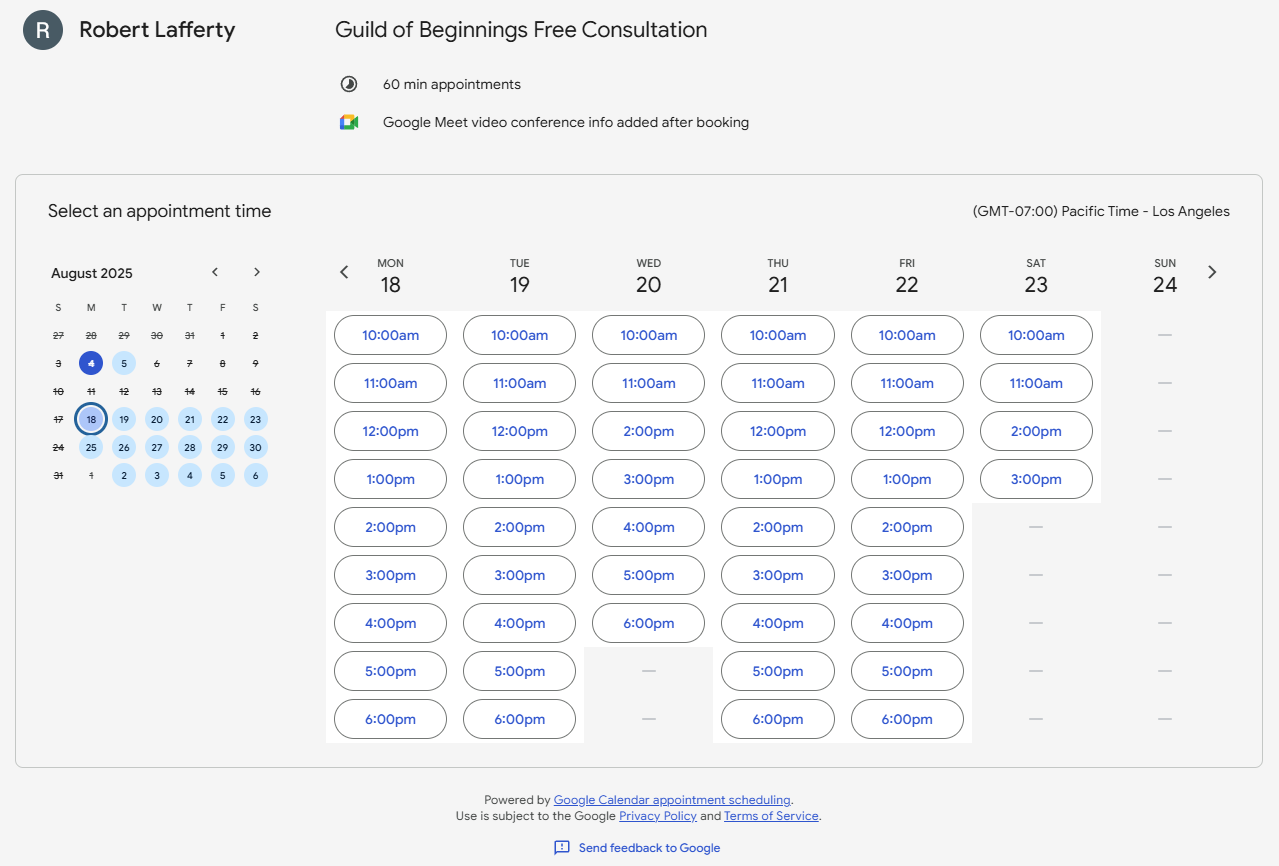 R
Robert Lafferty
Guild of Beginnings Free Consultation
60 min appointments
Google Meet video conference info added after booking
Select an appointment time
(GMT-07:00) Pacific Time - Los Angeles
August 2025
S M T W T F S
27 28 29 30 31 1 2
3 4 5 6 7 8 9
10 11 12 13 14 15 16
17 18 19 20 21 22 23
24 25 26 27 28 29 30
31 1 2 3 4 5 6
MON TUE WED THU FRI SAT SUN
18 19 20 21 22 23 24
10:00am 10:00am 10:00am 10:00am 10:00am 10:00am —
11:00am 11:00am 11:00am 11:00am 11:00am 11:00am —
12:00pm 12:00pm 2:00pm 12:00pm 12:00pm 2:00pm —
1:00pm 1:00pm 3:00pm 1:00pm 1:00pm 3:00pm —
2:00pm 2:00pm 4:00pm 2:00pm 2:00pm — —
3:00pm 3:00pm 5:00pm 3:00pm 3:00pm — —
4:00pm 4:00pm 6:00pm 4:00pm 4:00pm — —
5:00pm 5:00pm — 5:00pm 5:00pm — —
6:00pm 6:00pm — 6:00pm 6:00pm — —
Powered by Google Calendar appointment scheduling.
Use is subject to the Google Privacy Policy and Terms of Service.
Send feedback to Google